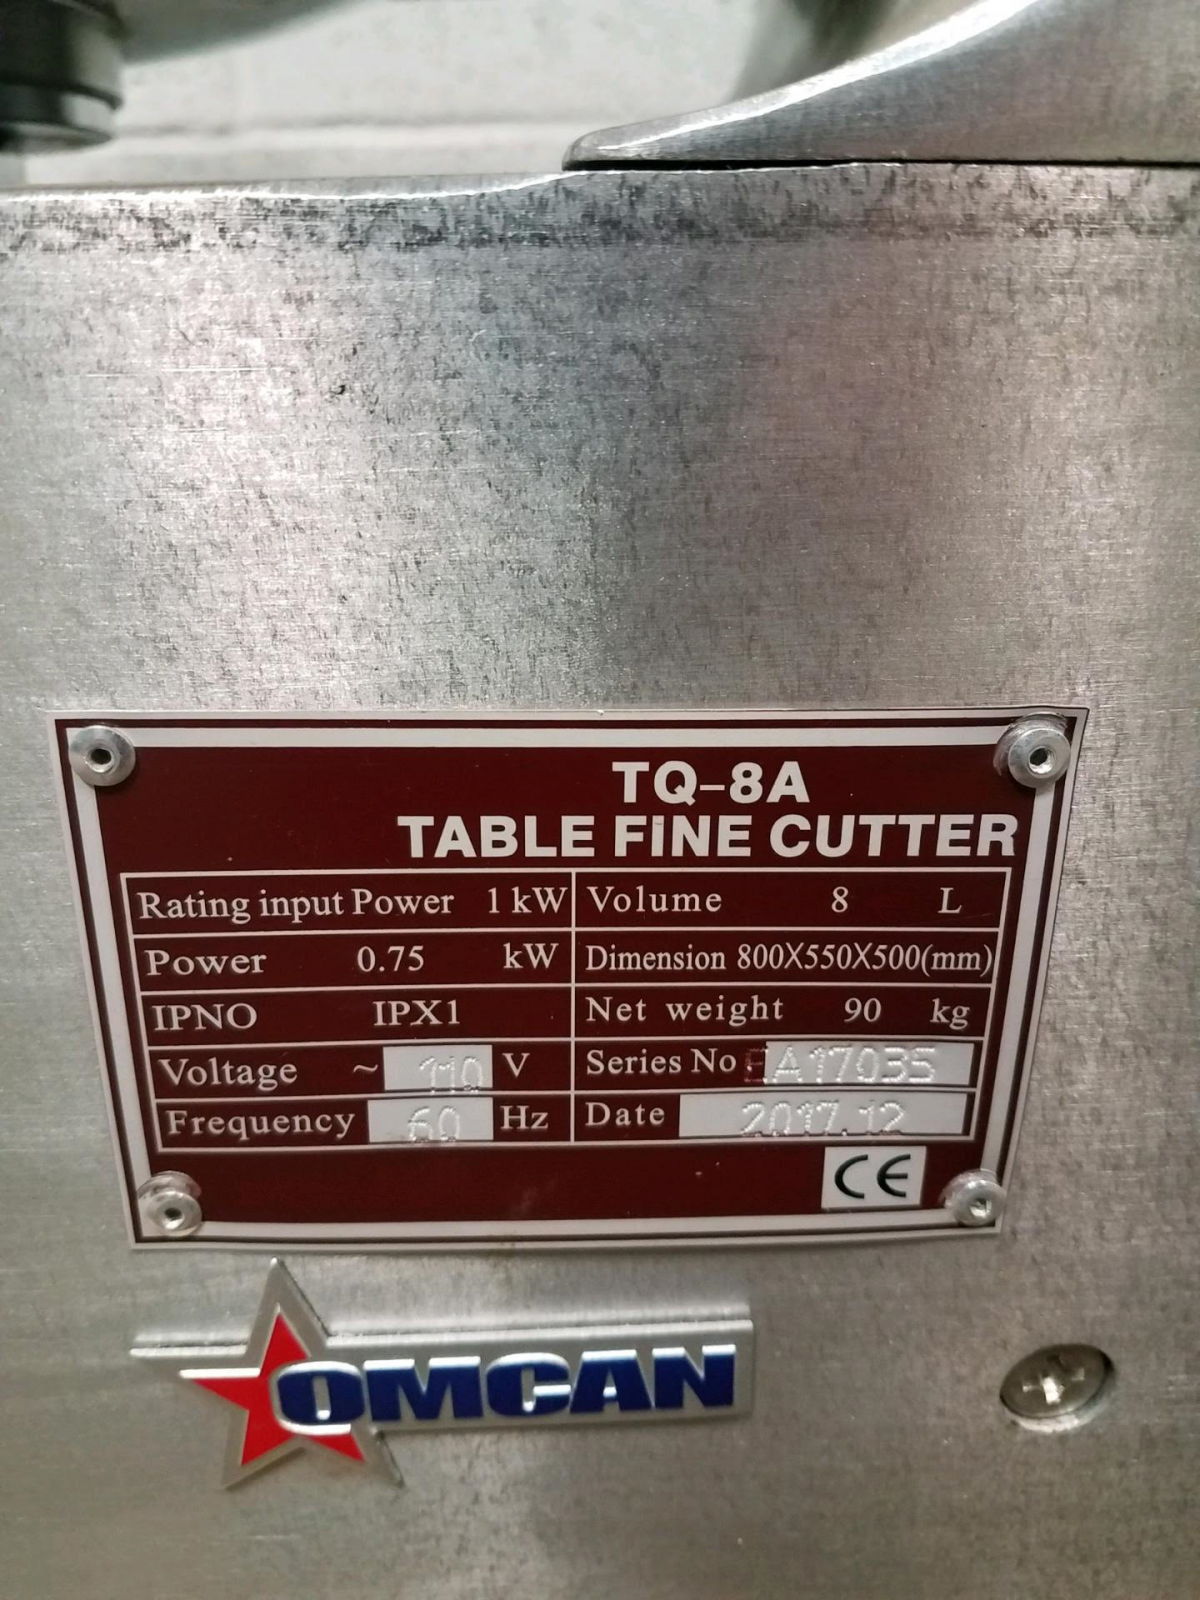 TQ-8A
TABLE FINE CUTTER
Rating input Power 1 kW Volume 8 L
Power 0.75 kW Dimension 800X550X500(mm)
IPNO IPX1 Net weight 90 kg
Voltage ~ 110 V Series No EA17035
Frequency 60 Hz Date 2017.12
CE
OMCAN